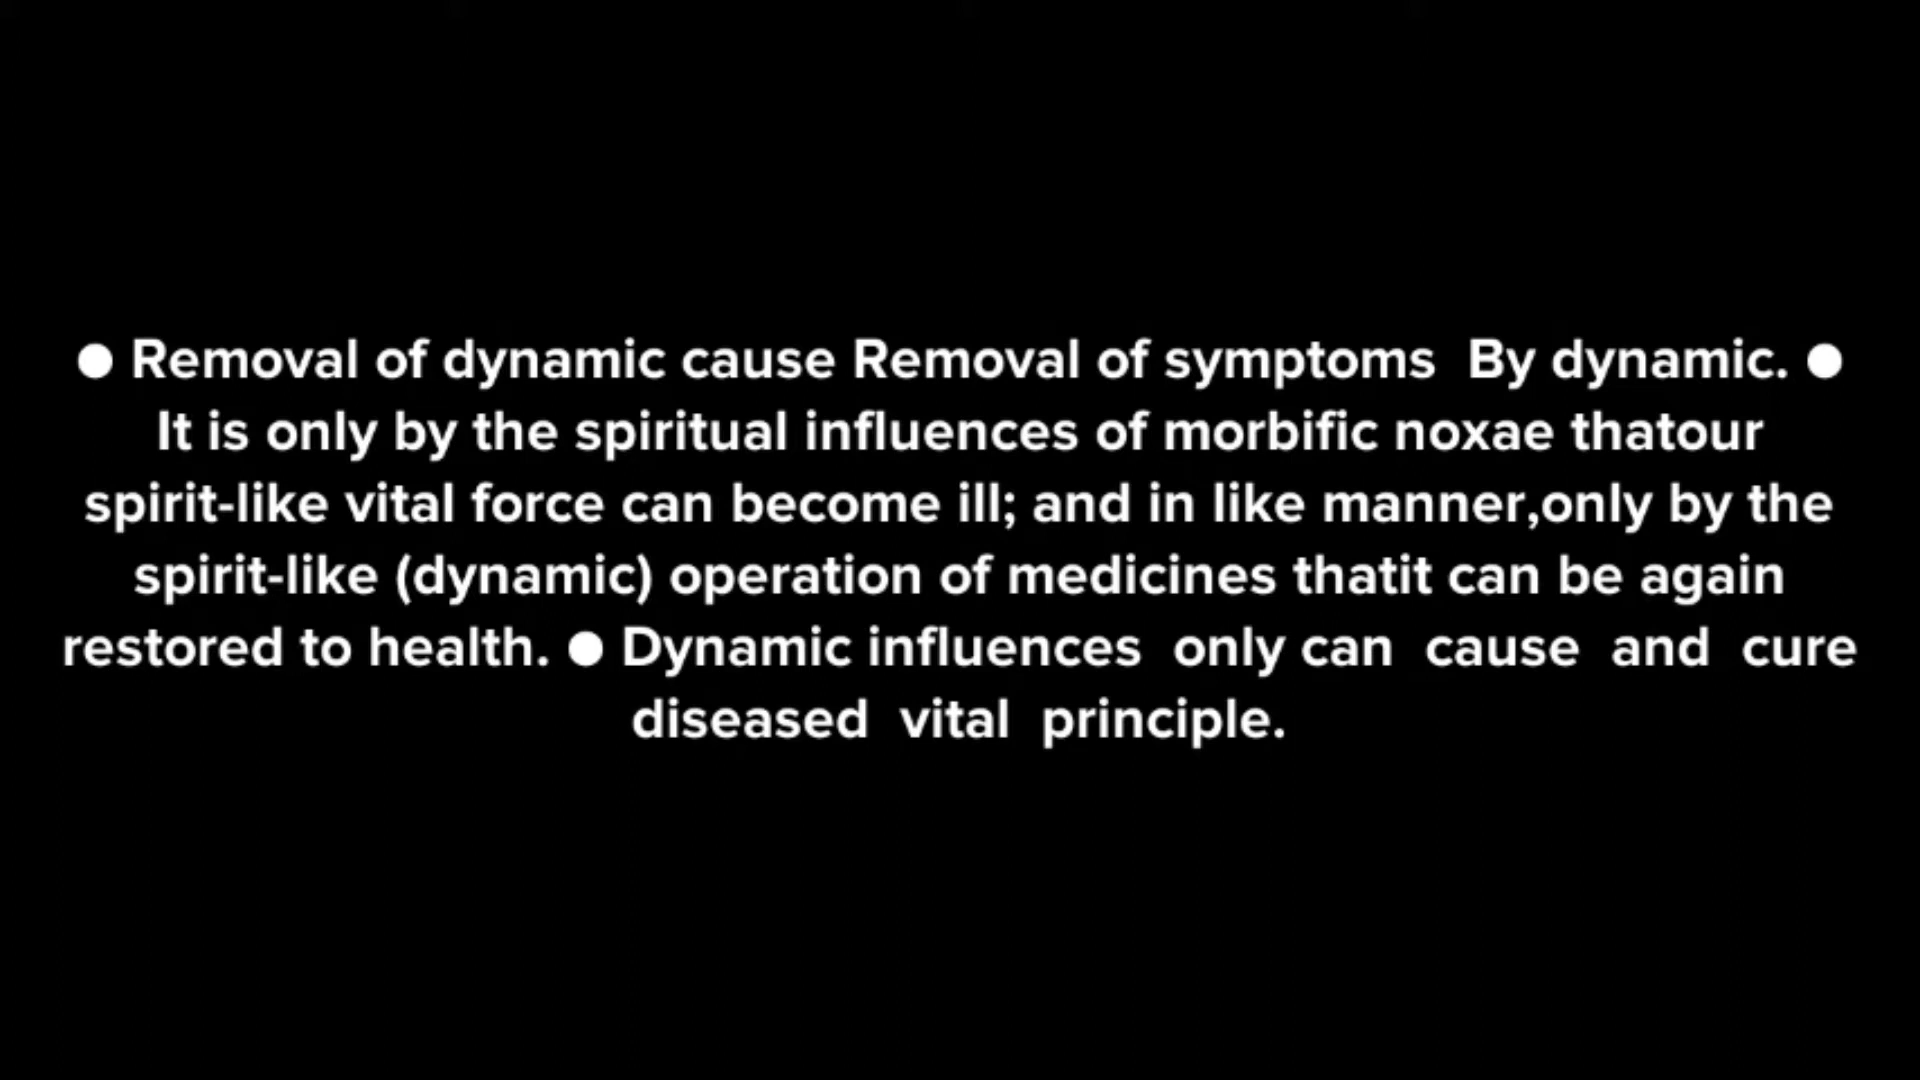 ● Removal of dynamic cause Removal of symptoms  By dynamic. ●
It is only by the spiritual influences of morbific noxae thatour
spirit-like vital force can become ill; and in like manner,only by the
spirit-like (dynamic) operation of medicines thatit can be again
restored to health. ● Dynamic influences  only can  cause  and  cure
diseased  vital  principle.